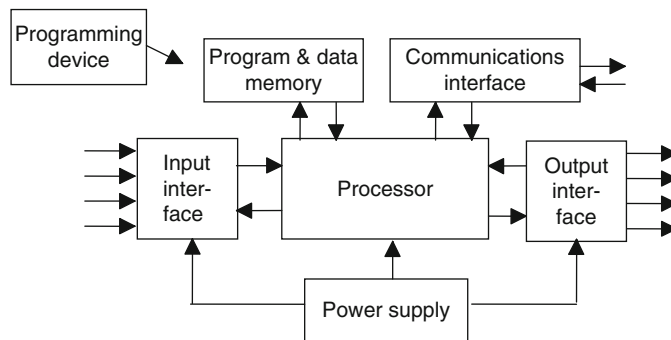 Programming
device
Program & data
memory
Communications
interface
Input
inter-
face
Processor
Output
inter-
face
Power supply